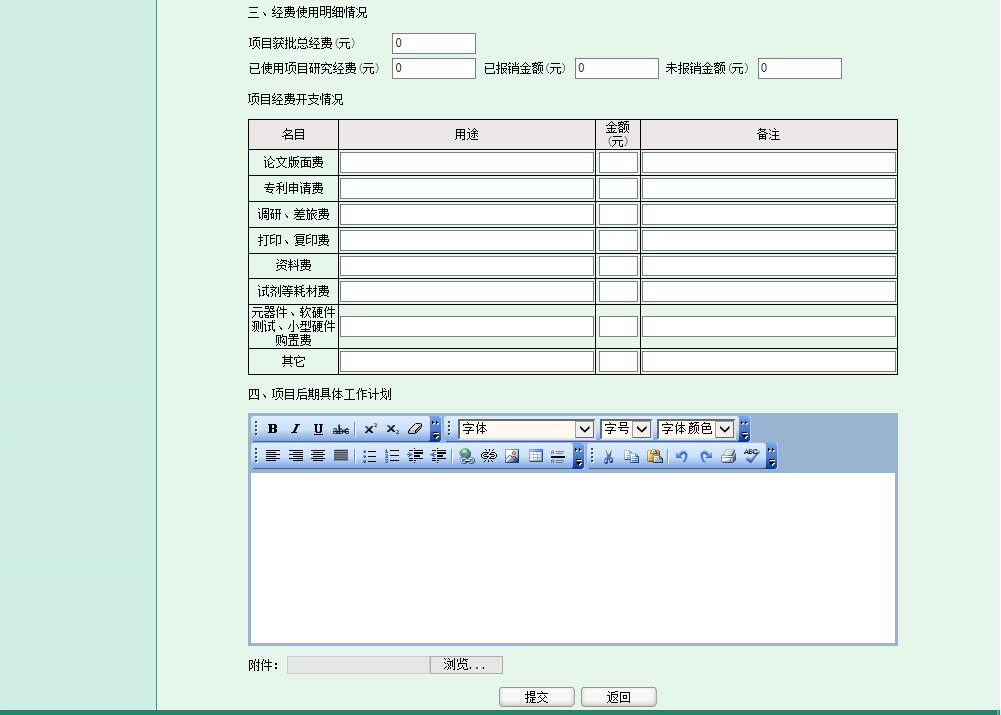 三、经费使用明细情况
项目获批总经费(元) 0
已使用项目研究经费(元) 0 已报销金额(元) 0 未报销金额(元) 0
项目经费开支情况
名目 用途 金额(元) 备注
论文版面费
专利申请费
调研、差旅费
打印、复印费
资料费
试剂等耗材费
元器件、软硬件
测试、小型硬件
购置费
其它
四、项目后期具体工作计划
B I U abc x² x₂ 字体 字号 字体颜色
ABC
附件: 浏览...
提交 返回